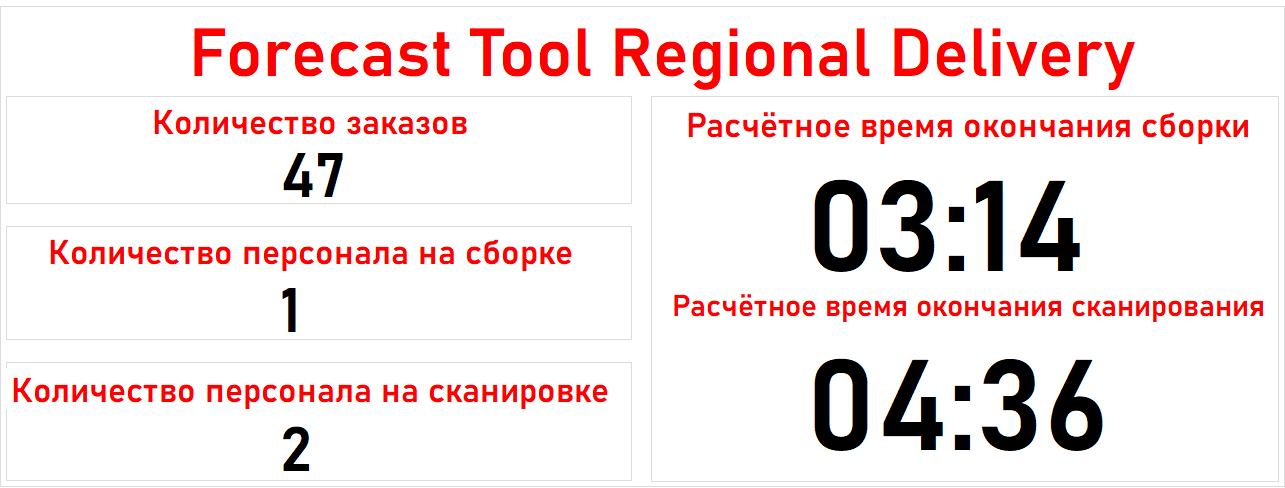 Forecast Tool Regional Delivery
Количество заказов
47
Количество персонала на сборке
1
Количество персонала на сканировке
2
Расчётное время окончания сборки
03:14
Расчётное время окончания сканирования
04:36